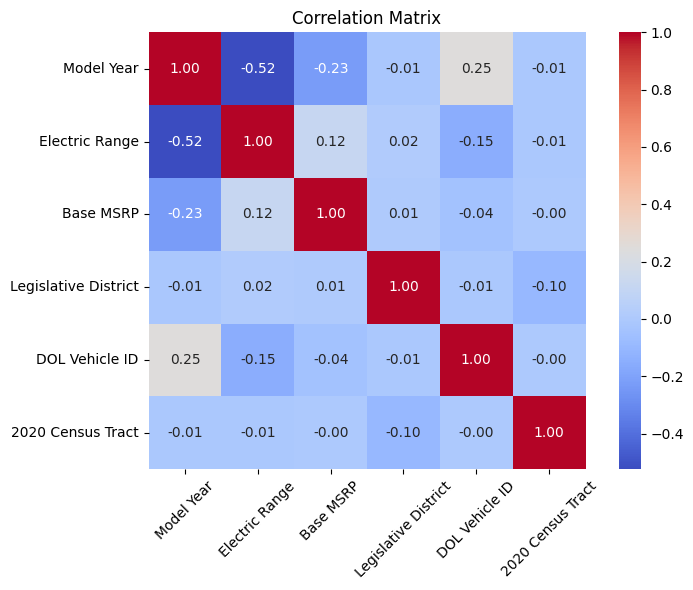 Correlation Matrix
Model Year 1.00 -0.52 -0.23 -0.01 0.25 -0.01
Electric Range -0.52 1.00 0.12 0.02 -0.15 -0.01
Base MSRP -0.23 0.12 1.00 0.01 -0.04 -0.00
Legislative District -0.01 0.02 0.01 1.00 -0.01 -0.10
DOL Vehicle ID 0.25 -0.15 -0.04 -0.01 1.00 -0.00
2020 Census Tract -0.01 -0.01 -0.00 -0.10 -0.00 1.00
Model Year
Electric Range
Base MSRP
Legislative District
DOL Vehicle ID
2020 Census Tract
1.0
0.8
0.6
0.4
0.2
0.0
−0.2
−0.4